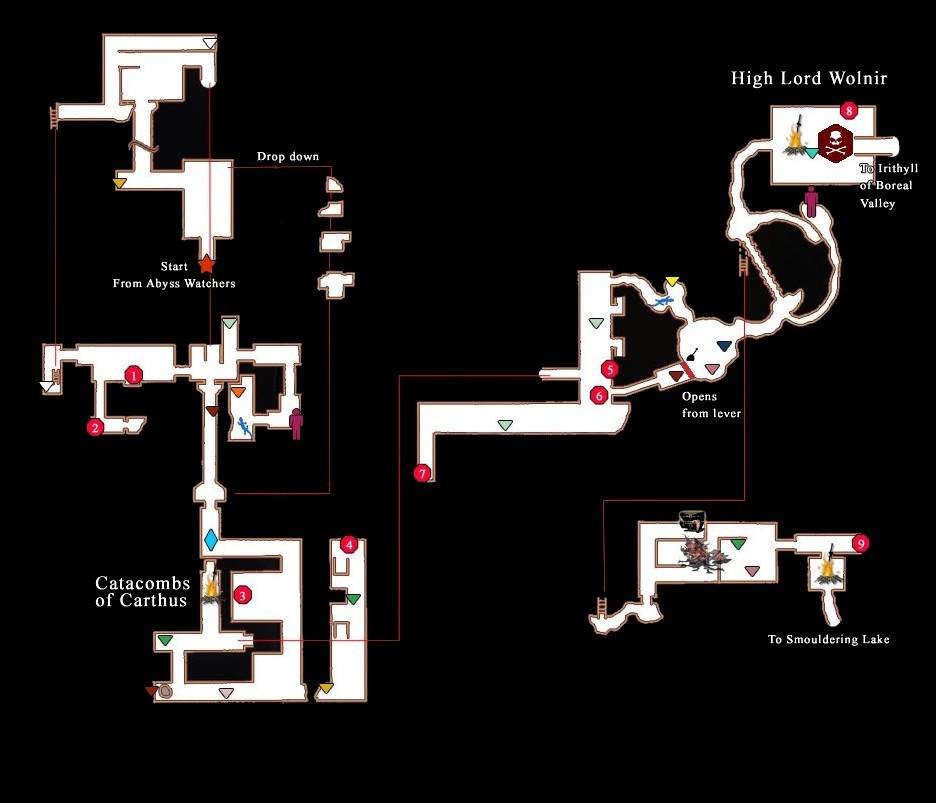 High Lord Wolnir
8
To Irithyll
of Boreal
Valley
Drop down
Start
From Abyss Watchers
1
2
5
6
Opens
from lever
7
4
3
9
Catacombs
of Carthus
To Smouldering Lake